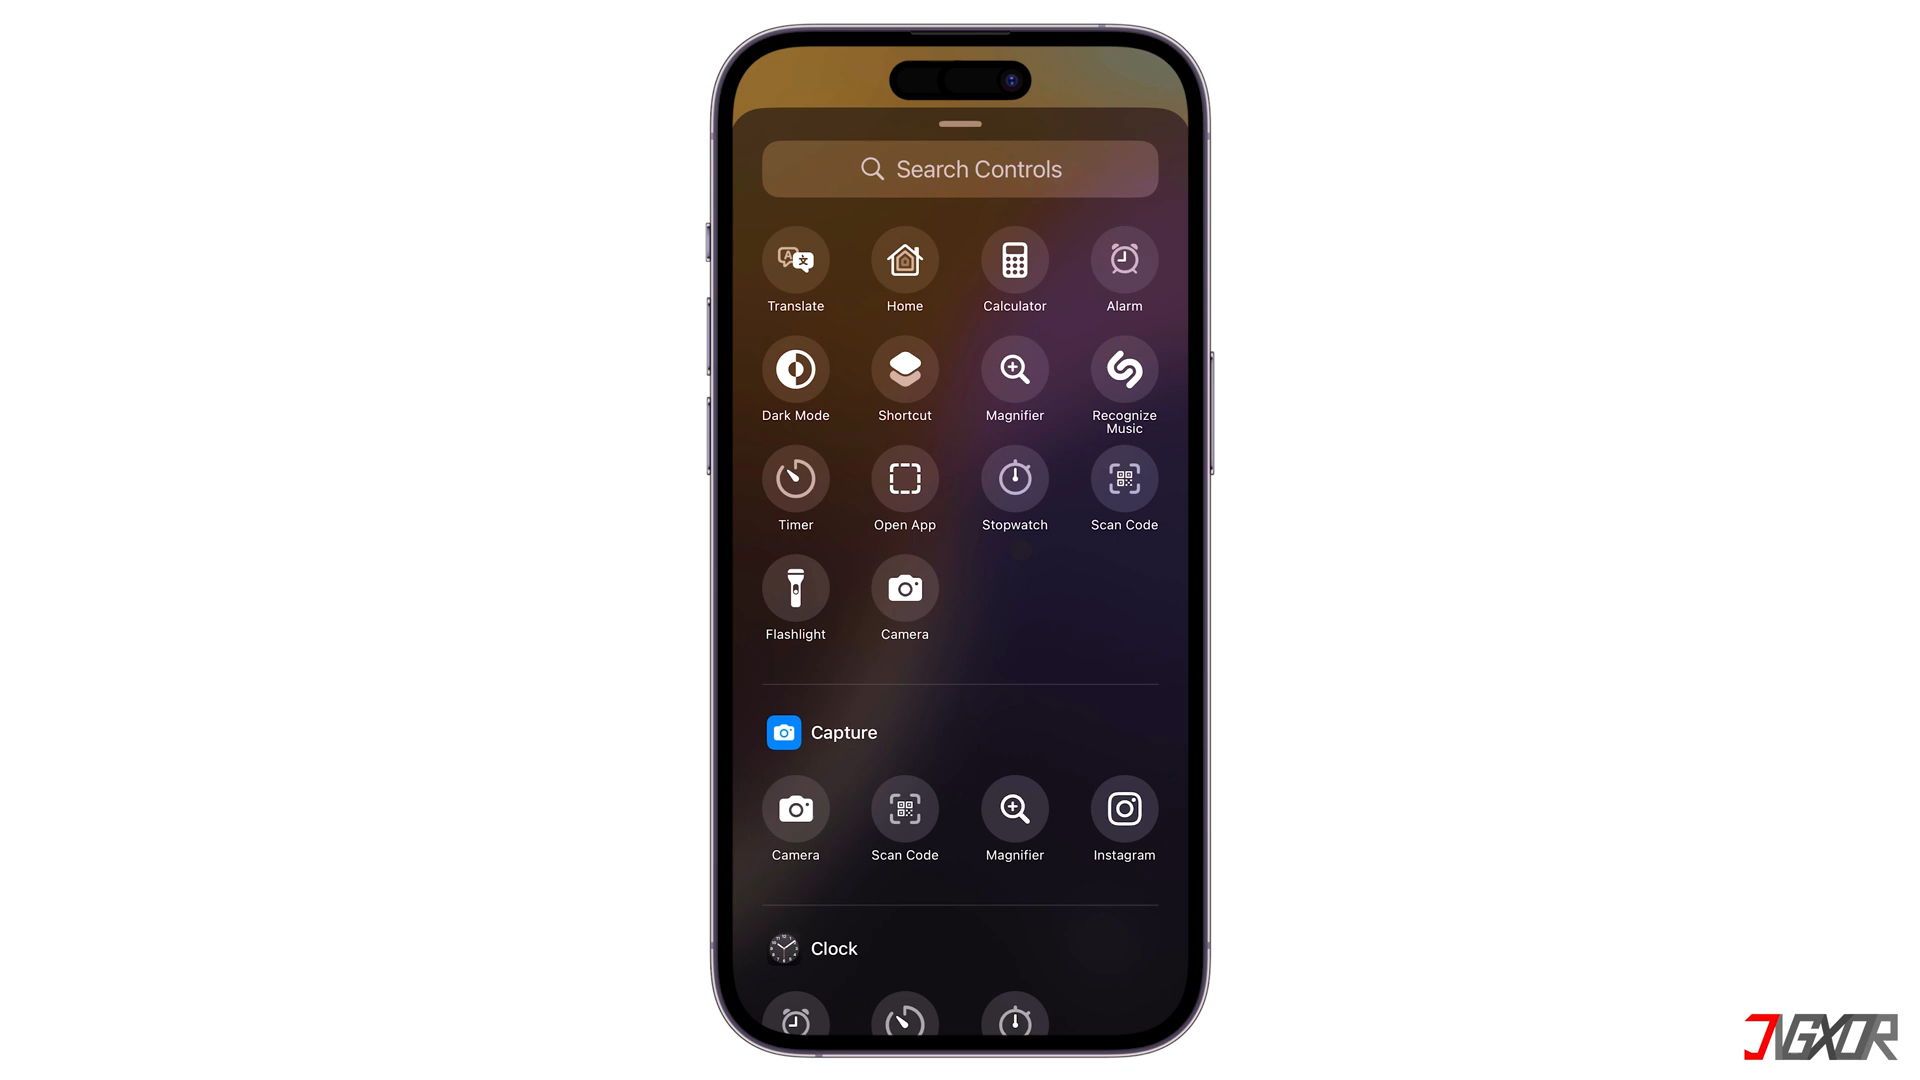 Search Controls
Translate
Home
Calculator
Alarm
Dark Mode
Shortcut
Magnifier
Recognize
Music
Timer
Open App
Stopwatch
Scan Code
Flashlight
Camera
Capture
Camera
Scan Code
Magnifier
Instagram
Clock
JIGXOR